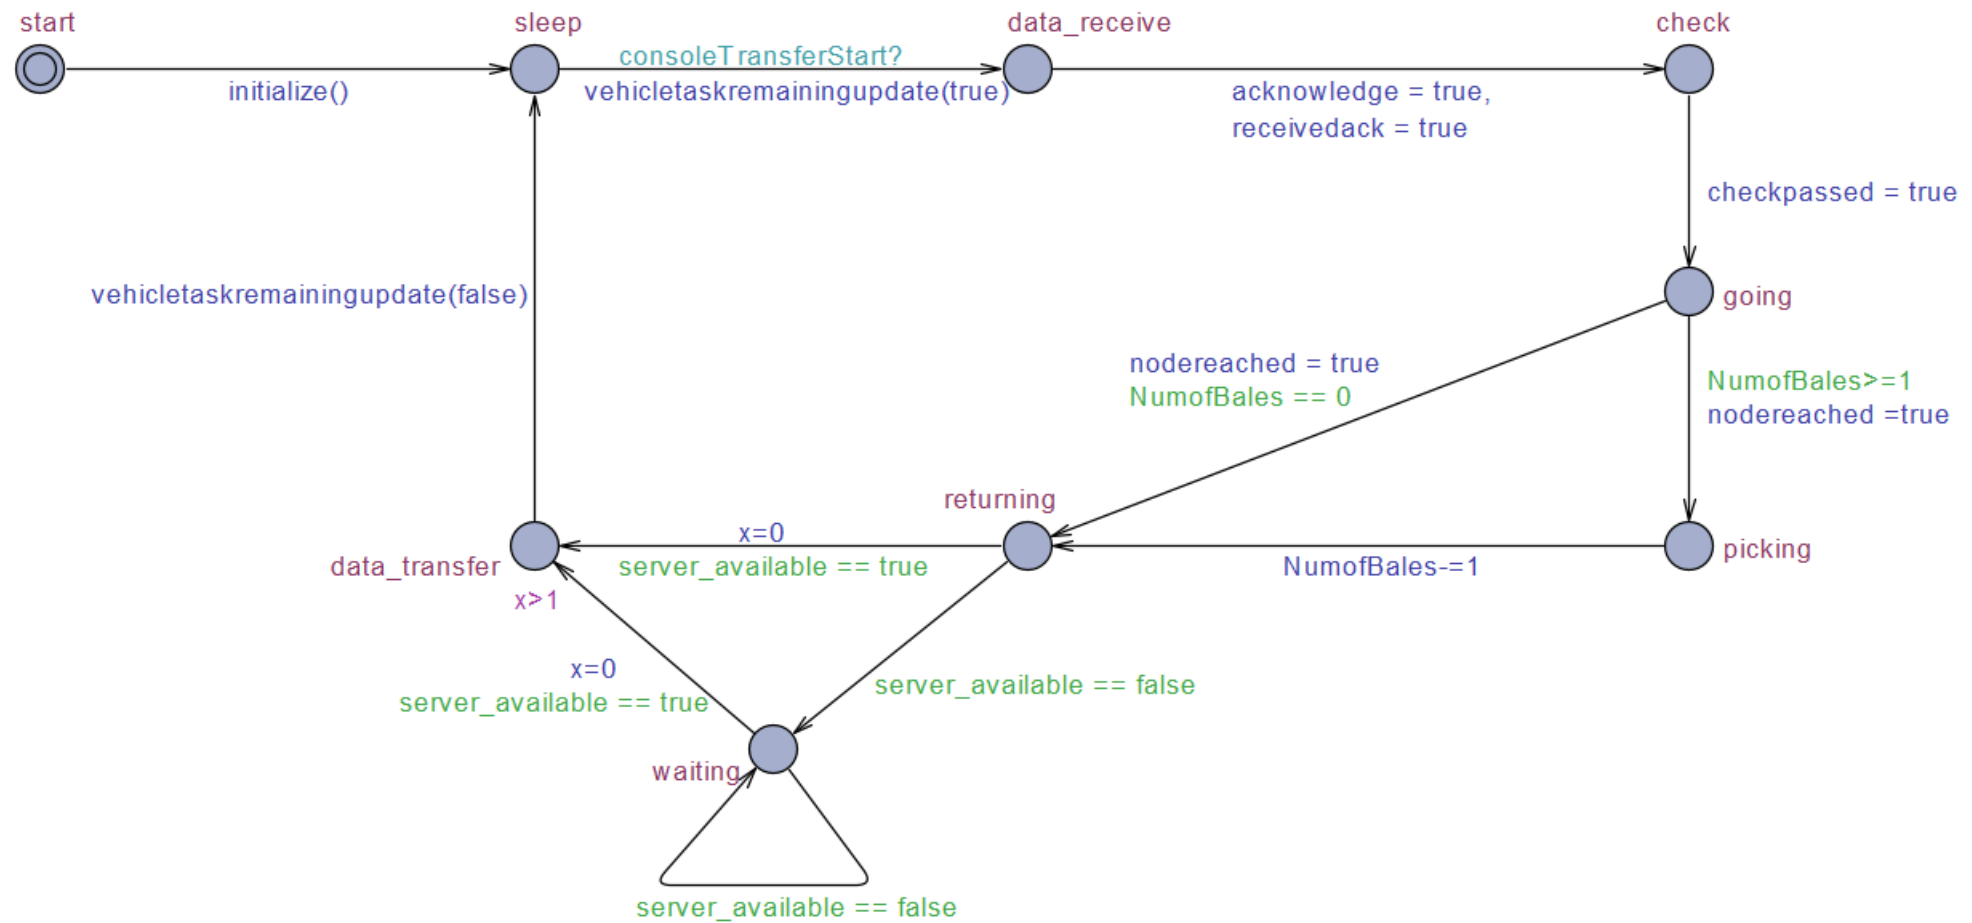 start
sleep
data_receive
check
consoleTransferStart?
initialize()
vehicletaskremainingupdate(true)
acknowledge = true,
receivedack = true
checkpassed = true
vehicletaskremainingupdate(false)
going
nodereached = true
NumofBales == 0
NumofBales>=1
nodereached =true
returning
x=0
server_available == true
data_transfer
x>1
NumofBales-=1
picking
x=0
server_available == true
server_available == false
waiting
server_available == false